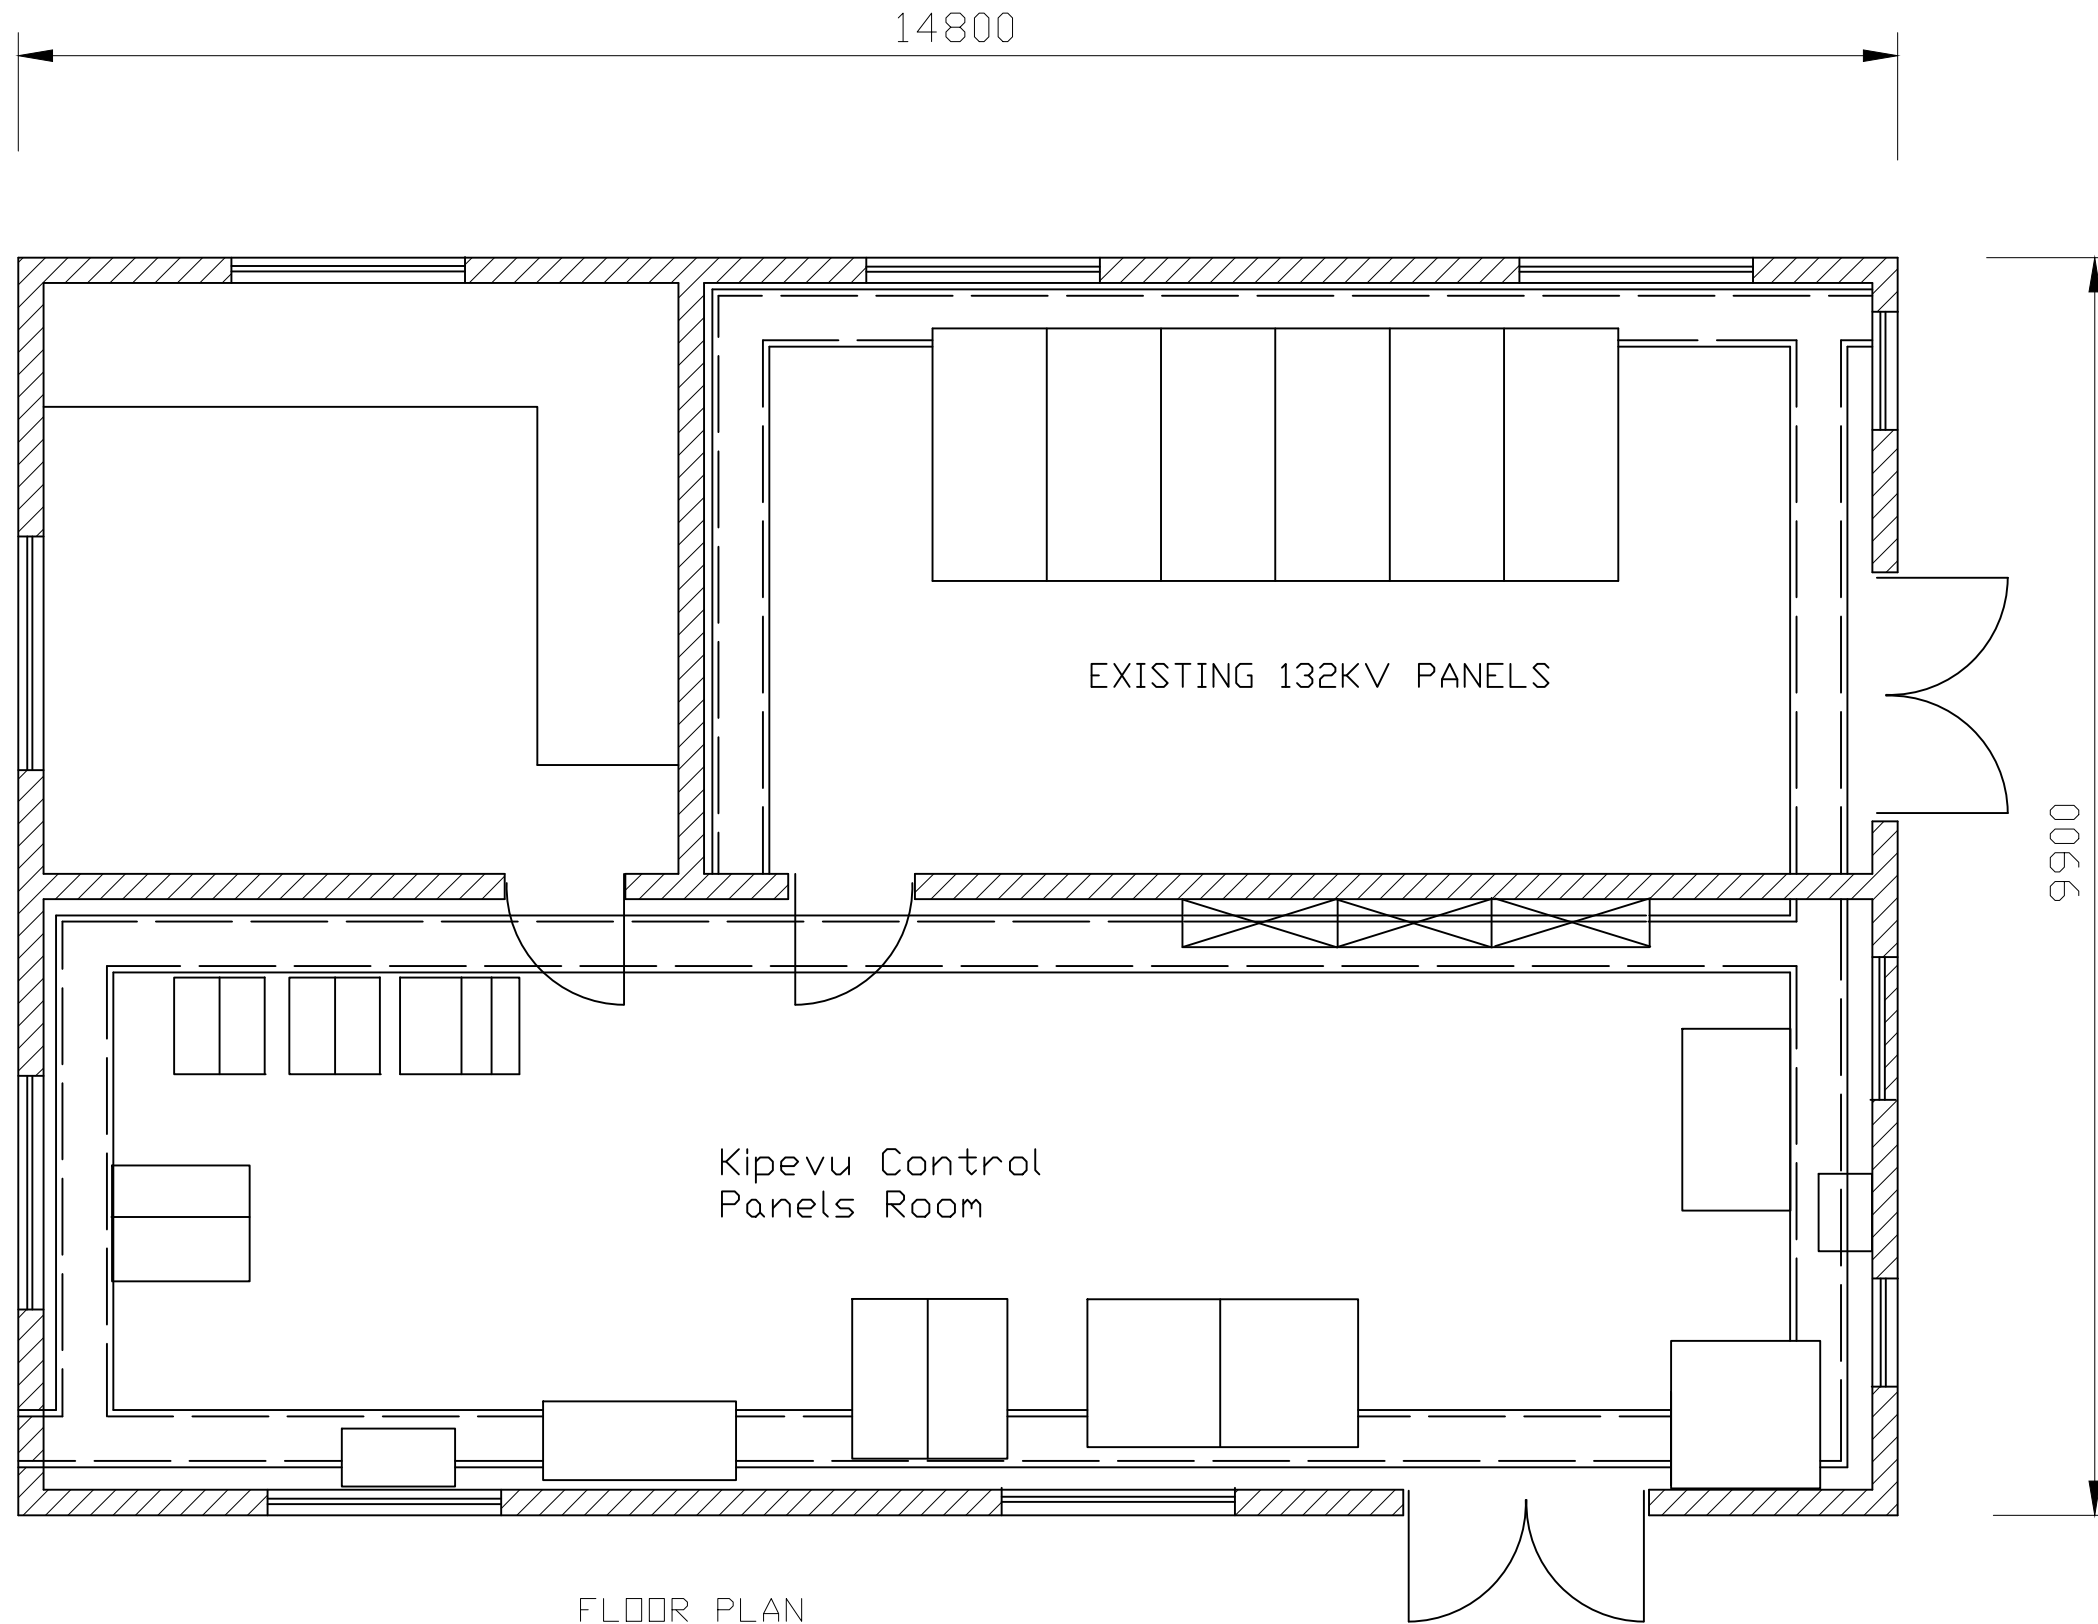 14800
EXISTING 132KV PANELS
9900
Kipevu Control
Panels Room
FLOOR PLAN